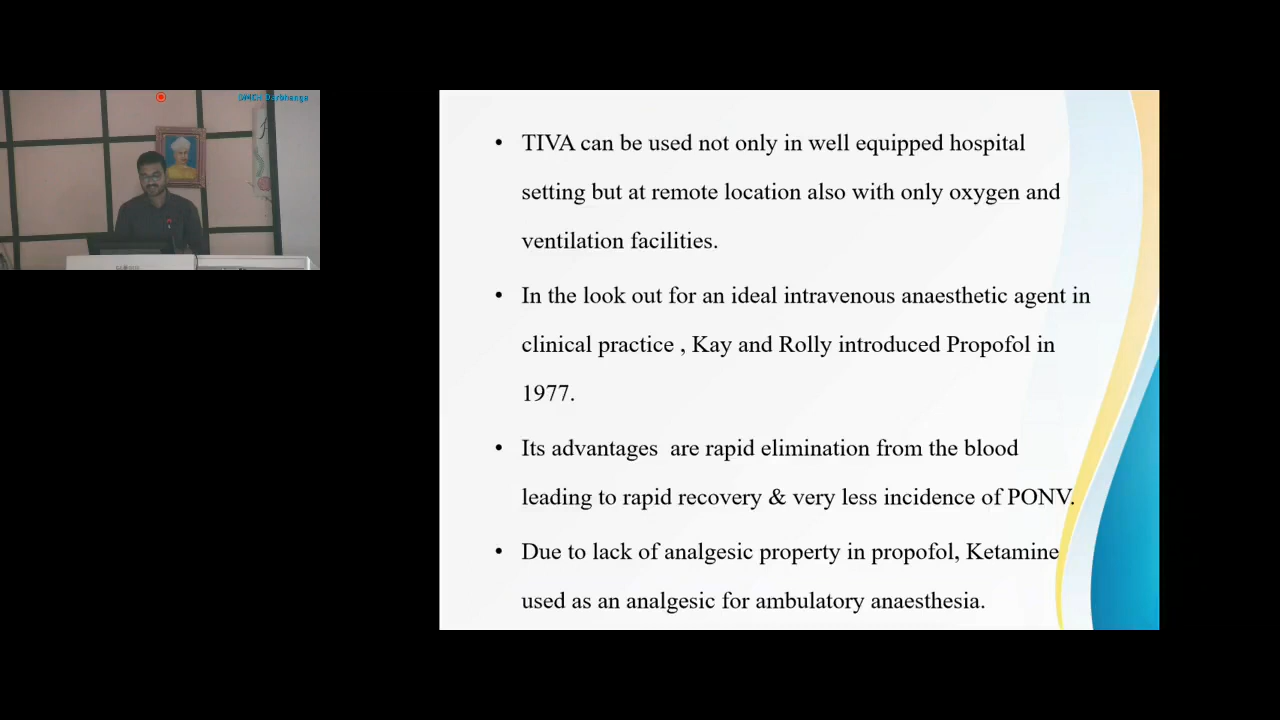 DMCH Darbhanga
• TIVA can be used not only in well equipped hospital
setting but at remote location also with only oxygen and
ventilation facilities.
• In the look out for an ideal intravenous anaesthetic agent in
clinical practice , Kay and Rolly introduced Propofol in
1977.
• Its advantages  are rapid elimination from the blood
leading to rapid recovery & very less incidence of PONV.
• Due to lack of analgesic property in propofol, Ketamine
used as an analgesic for ambulatory anaesthesia.